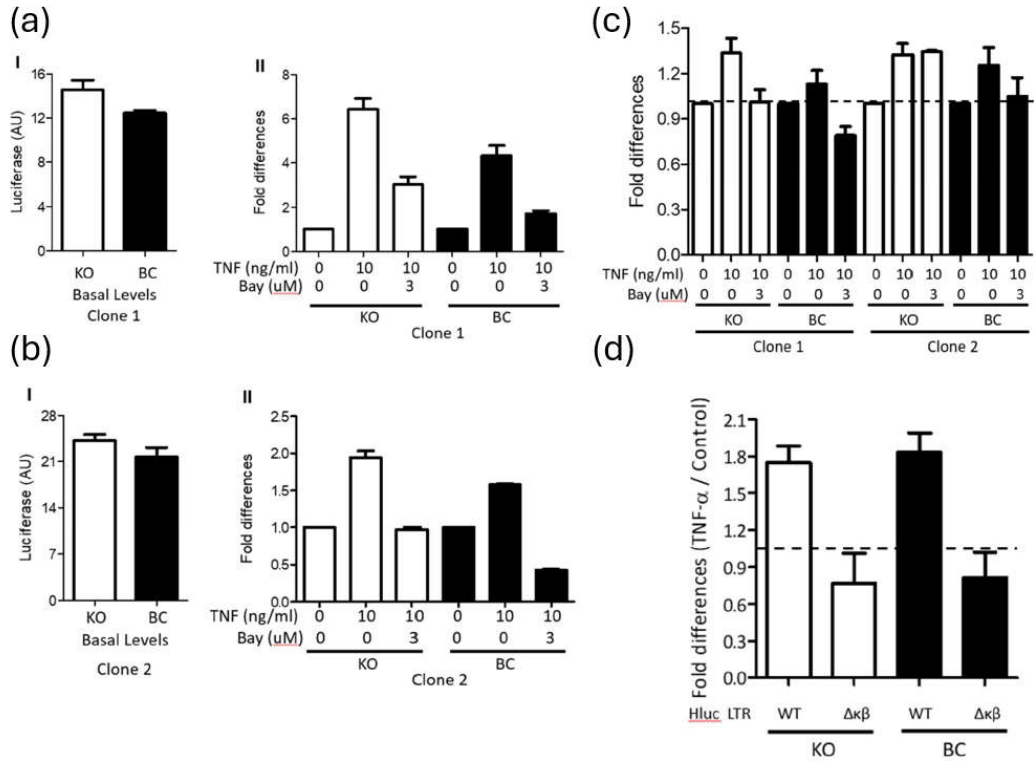 (a)
I
16
12
8
4
0
Luciferase (AU)
KO BC
Basal Levels
Clone 1
II
8
6
4
2
0
Fold differences
TNF (ng/ml) 0 10 10 0 10 10
Bay (uM) 0 0 3 0 0 3
KO BC
Clone 1
(b)
I
28
21
14
7
0
Luciferase (AU)
KO BC
Basal Levels
Clone 2
II
2.5
2.0
1.5
1.0
0.5
0.0
Fold differences
TNF (ng/ml) 0 10 10 0 10 10
Bay (uM) 0 0 3 0 0 3
KO BC
Clone 2
(c)
1.5
1.2
0.9
0.6
0.3
0.0
Fold differences
TNF (ng/ml) 0 10 10 0 10 10 0 10 10 0 10 10
Bay (uM) 0 0 3 0 0 3 0 0 3 0 0 3
KO BC KO BC
Clone 1 Clone 2
(d)
2.1
1.8
1.5
1.2
0.9
0.6
0.3
0.0
Fold differences (TNF-α / Control)
Hluc LTR WT Δκβ WT Δκβ
KO BC